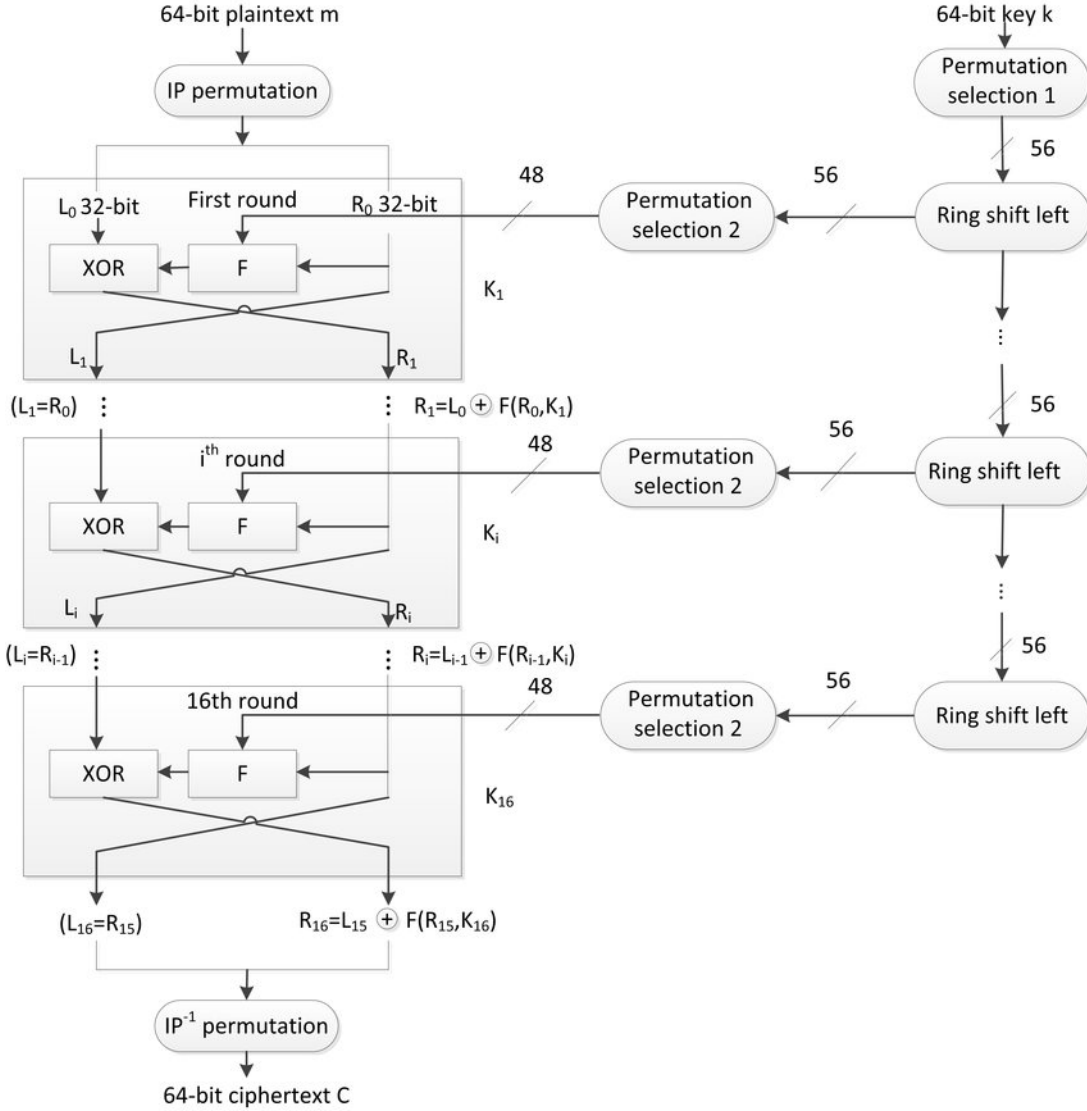 64-bit plaintext m
64-bit key k
IP permutation
Permutation
selection 1
56
First round
48
56
L₀ 32-bit
R₀ 32-bit
Permutation
selection 2
Ring shift left
XOR
F
K₁
L₁
R₁
⋮
(L₁=R₀)
⋮
⋮
R₁=L₀ ⊕ F(R₀,K₁)
56
iᵗʰ round
48
56
Permutation
selection 2
Ring shift left
XOR
F
Kᵢ
Lᵢ
Rᵢ
⋮
(Lᵢ=Rᵢ₋₁)
⋮
⋮
Rᵢ=Lᵢ₋₁ ⊕ F(Rᵢ₋₁,Kᵢ)
56
16th round
48
56
Permutation
selection 2
Ring shift left
XOR
F
K₁₆
(L₁₆=R₁₅)
R₁₆=L₁₅ ⊕ F(R₁₅,K₁₆)
IP⁻¹ permutation
64-bit ciphertext C